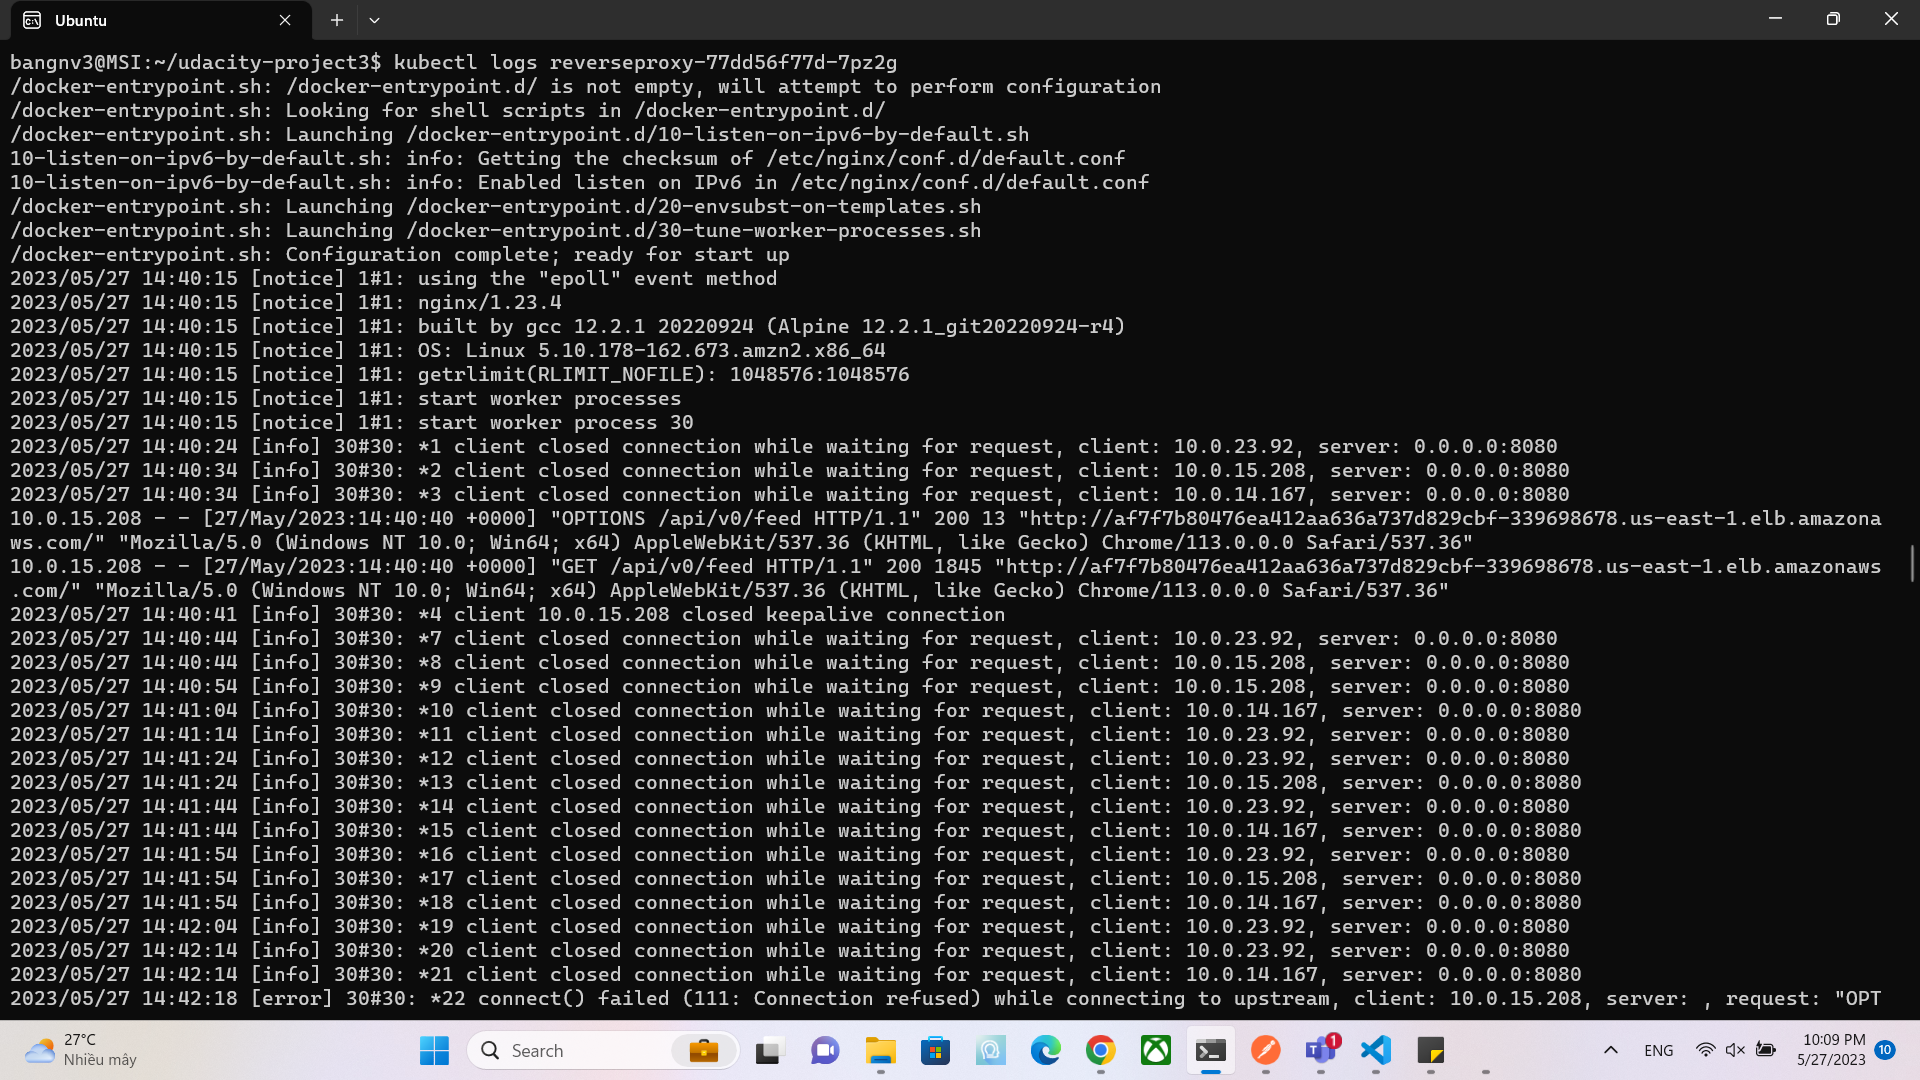 Ubuntu
bangnv3@MSI:~/udacity-project3$ kubectl logs reverseproxy-77dd56f77d-7pz2g
/docker-entrypoint.sh: /docker-entrypoint.d/ is not empty, will attempt to perform configuration
/docker-entrypoint.sh: Looking for shell scripts in /docker-entrypoint.d/
/docker-entrypoint.sh: Launching /docker-entrypoint.d/10-listen-on-ipv6-by-default.sh
10-listen-on-ipv6-by-default.sh: info: Getting the checksum of /etc/nginx/conf.d/default.conf
10-listen-on-ipv6-by-default.sh: info: Enabled listen on IPv6 in /etc/nginx/conf.d/default.conf
/docker-entrypoint.sh: Launching /docker-entrypoint.d/20-envsubst-on-templates.sh
/docker-entrypoint.sh: Launching /docker-entrypoint.d/30-tune-worker-processes.sh
/docker-entrypoint.sh: Configuration complete; ready for start up
2023/05/27 14:40:15 [notice] 1#1: using the "epoll" event method
2023/05/27 14:40:15 [notice] 1#1: nginx/1.23.4
2023/05/27 14:40:15 [notice] 1#1: built by gcc 12.2.1 20220924 (Alpine 12.2.1_git20220924-r4)
2023/05/27 14:40:15 [notice] 1#1: OS: Linux 5.10.178-162.673.amzn2.x86_64
2023/05/27 14:40:15 [notice] 1#1: getrlimit(RLIMIT_NOFILE): 1048576:1048576
2023/05/27 14:40:15 [notice] 1#1: start worker processes
2023/05/27 14:40:15 [notice] 1#1: start worker process 30
2023/05/27 14:40:24 [info] 30#30: *1 client closed connection while waiting for request, client: 10.0.23.92, server: 0.0.0.0:8080
2023/05/27 14:40:34 [info] 30#30: *2 client closed connection while waiting for request, client: 10.0.15.208, server: 0.0.0.0:8080
2023/05/27 14:40:34 [info] 30#30: *3 client closed connection while waiting for request, client: 10.0.14.167, server: 0.0.0.0:8080
10.0.15.208 - - [27/May/2023:14:40:40 +0000] "OPTIONS /api/v0/feed HTTP/1.1" 200 13 "http://af7f7b80476ea412aa636a737d829cbf-339698678.us-east-1.elb.amazona
ws.com/" "Mozilla/5.0 (Windows NT 10.0; Win64; x64) AppleWebKit/537.36 (KHTML, like Gecko) Chrome/113.0.0.0 Safari/537.36"
10.0.15.208 - - [27/May/2023:14:40:40 +0000] "GET /api/v0/feed HTTP/1.1" 200 1845 "http://af7f7b80476ea412aa636a737d829cbf-339698678.us-east-1.elb.amazonaws
.com/" "Mozilla/5.0 (Windows NT 10.0; Win64; x64) AppleWebKit/537.36 (KHTML, like Gecko) Chrome/113.0.0.0 Safari/537.36"
2023/05/27 14:40:41 [info] 30#30: *4 client 10.0.15.208 closed keepalive connection
2023/05/27 14:40:44 [info] 30#30: *7 client closed connection while waiting for request, client: 10.0.23.92, server: 0.0.0.0:8080
2023/05/27 14:40:44 [info] 30#30: *8 client closed connection while waiting for request, client: 10.0.15.208, server: 0.0.0.0:8080
2023/05/27 14:40:54 [info] 30#30: *9 client closed connection while waiting for request, client: 10.0.15.208, server: 0.0.0.0:8080
2023/05/27 14:41:04 [info] 30#30: *10 client closed connection while waiting for request, client: 10.0.14.167, server: 0.0.0.0:8080
2023/05/27 14:41:14 [info] 30#30: *11 client closed connection while waiting for request, client: 10.0.23.92, server: 0.0.0.0:8080
2023/05/27 14:41:24 [info] 30#30: *12 client closed connection while waiting for request, client: 10.0.23.92, server: 0.0.0.0:8080
2023/05/27 14:41:24 [info] 30#30: *13 client closed connection while waiting for request, client: 10.0.15.208, server: 0.0.0.0:8080
2023/05/27 14:41:44 [info] 30#30: *14 client closed connection while waiting for request, client: 10.0.23.92, server: 0.0.0.0:8080
2023/05/27 14:41:44 [info] 30#30: *15 client closed connection while waiting for request, client: 10.0.14.167, server: 0.0.0.0:8080
2023/05/27 14:41:54 [info] 30#30: *16 client closed connection while waiting for request, client: 10.0.23.92, server: 0.0.0.0:8080
2023/05/27 14:41:54 [info] 30#30: *17 client closed connection while waiting for request, client: 10.0.15.208, server: 0.0.0.0:8080
2023/05/27 14:41:54 [info] 30#30: *18 client closed connection while waiting for request, client: 10.0.14.167, server: 0.0.0.0:8080
2023/05/27 14:42:04 [info] 30#30: *19 client closed connection while waiting for request, client: 10.0.23.92, server: 0.0.0.0:8080
2023/05/27 14:42:14 [info] 30#30: *20 client closed connection while waiting for request, client: 10.0.23.92, server: 0.0.0.0:8080
2023/05/27 14:42:14 [info] 30#30: *21 client closed connection while waiting for request, client: 10.0.14.167, server: 0.0.0.0:8080
2023/05/27 14:42:18 [error] 30#30: *22 connect() failed (111: Connection refused) while connecting to upstream, client: 10.0.15.208, server: , request: "OPT
27°C
Nhiều mây
Search
1
ENG
10:09 PM
5/27/2023
10